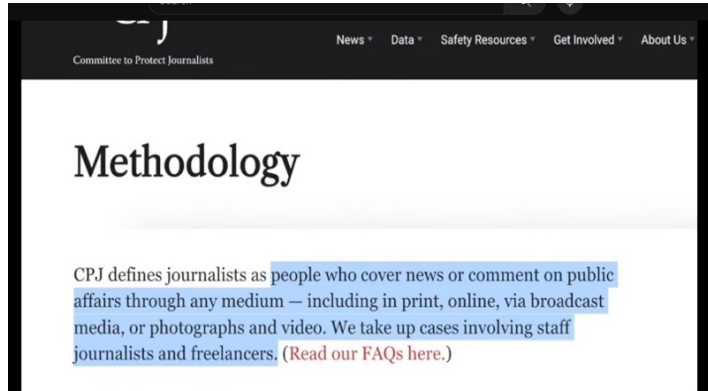 CPJ
News Data Safety Resources Get Involved About Us
Committee to Protect Journalists
Methodology
CPJ defines journalists as people who cover news or comment on public
affairs through any medium — including in print, online, via broadcast
media, or photographs and video. We take up cases involving staff
journalists and freelancers. (Read our FAQs here.)